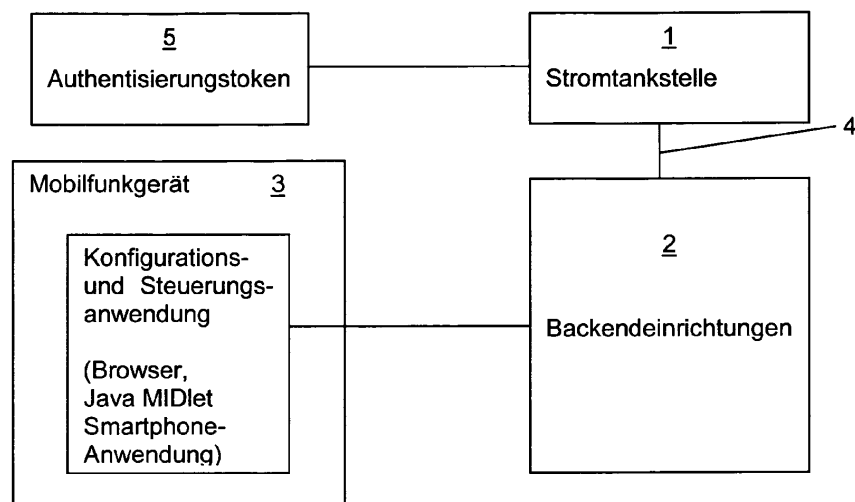 5
Authentisierungstoken
1
Stromtankstelle
4
Mobilfunkgerät 3
Konfigurations-
und Steuerungs-
anwendung
(Browser,
Java MIDlet
Smartphone-
Anwendung)
2
Backendeinrichtungen